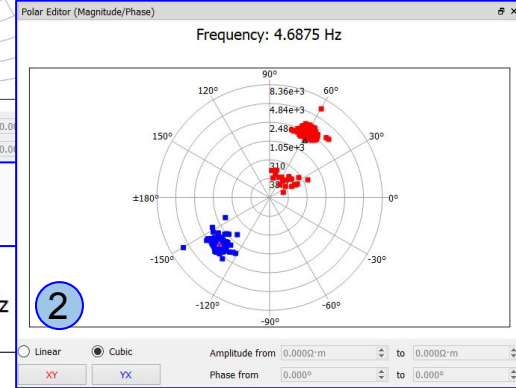 Polar Editor (Magnitude/Phase)
Frequency: 4.6875 Hz
90°
120°
8.36e+3
60°
4.84e+3
150°
2.48e
30°
1.05e+3
310
38
±180°
0°
-150°
-30°
2
-120°
-60°
-90°
Linear
Cubic
Amplitude from
0.000Ω·m
to
0.000Ω·m
XY
YX
Phase from
0.000°
to
0.000°